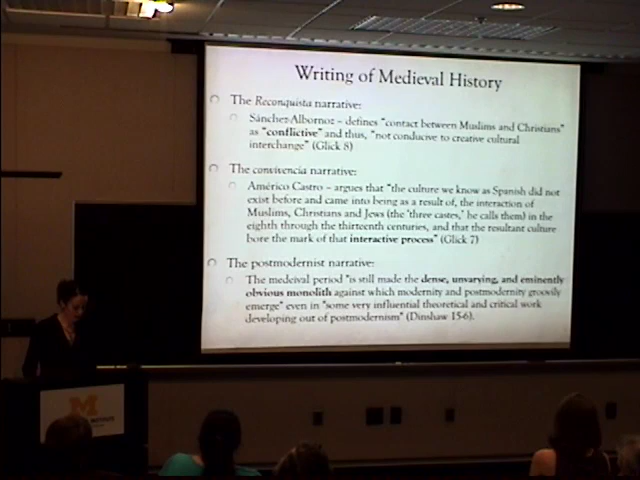 Writing of Medieval History
The Reconquista narrative:
Sánchez-Albornoz – defines "contact between Muslims and Christians"
as "conflictive" and thus, "not conducive to creative cultural
interchange" (Glick 8)
The convivencia narrative:
Américo Castro – argues that "the culture we know as Spanish did not
exist before and came into being as a result of, the interaction of
Muslims, Christians and Jews (the 'three castes,' he calls them) in the
eighth through the thirteenth centuries, and that the resultant culture
bore the mark of that interactive process" (Glick 7)
The postmodernist narrative:
The medeival period "is still made the dense, unvarying, and eminently
obvious monolith against which modernity and postmodernity groovily
emerge" even in "some very influential theoretical and critical work
developing out of postmodernism" (Dinshaw 15-6).
M